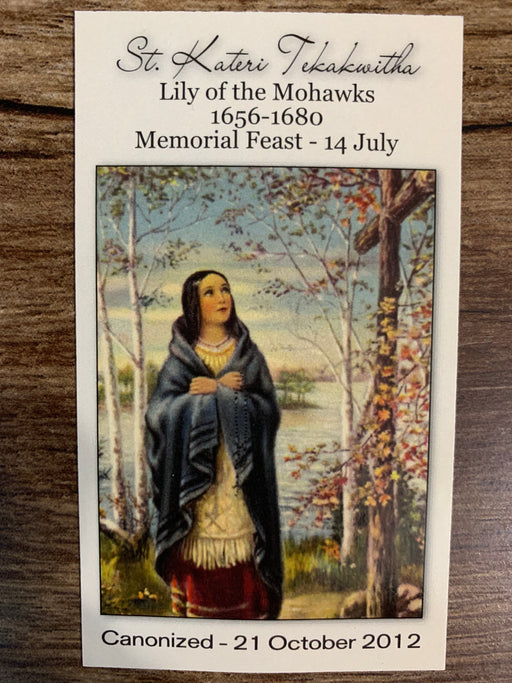 St. Kateri Tekakwitha
Lily of the Mohawks
1656-1680
Memorial Feast - 14 July
Canonized - 21 October 2012